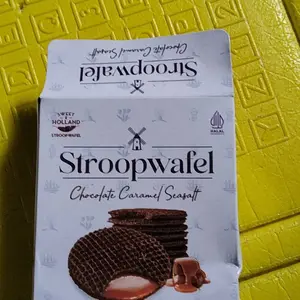 Stroopwafel
Chocolate Caramel Seasalt
SWEET
HOLLAND
STROOPWAFEL
HALAL
Stroopwafel
Chocolate Caramel Seasalt